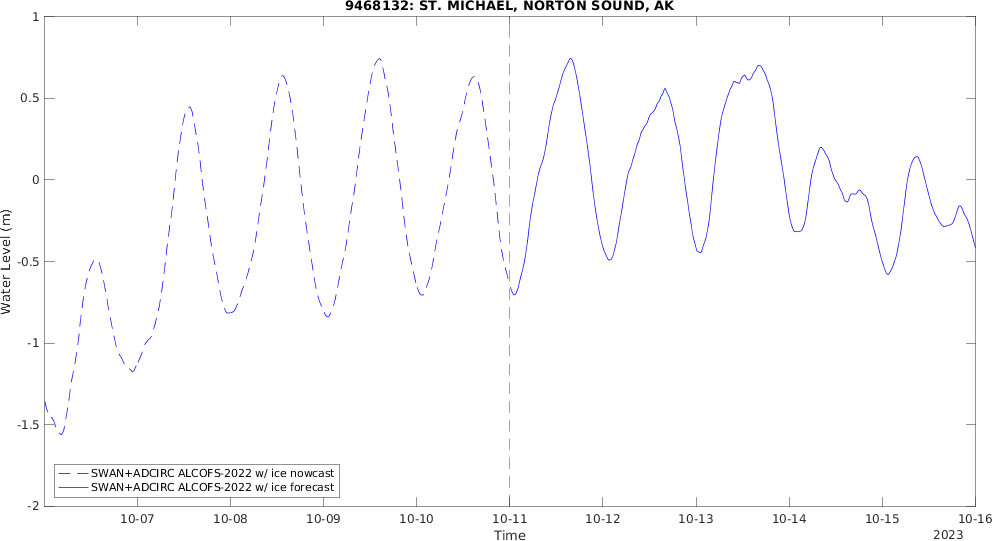 9468132: ST. MICHAEL, NORTON SOUND, AK
1
0.5
0
-0.5
-1
-1.5
-2
Water Level (m)
SWAN+ADCIRC ALCOFS-2022 w/ ice nowcast
SWAN+ADCIRC ALCOFS-2022 w/ ice forecast
10-07 10-08 10-09 10-10 10-11 10-12 10-13 10-14 10-15 10-16
Time
2023